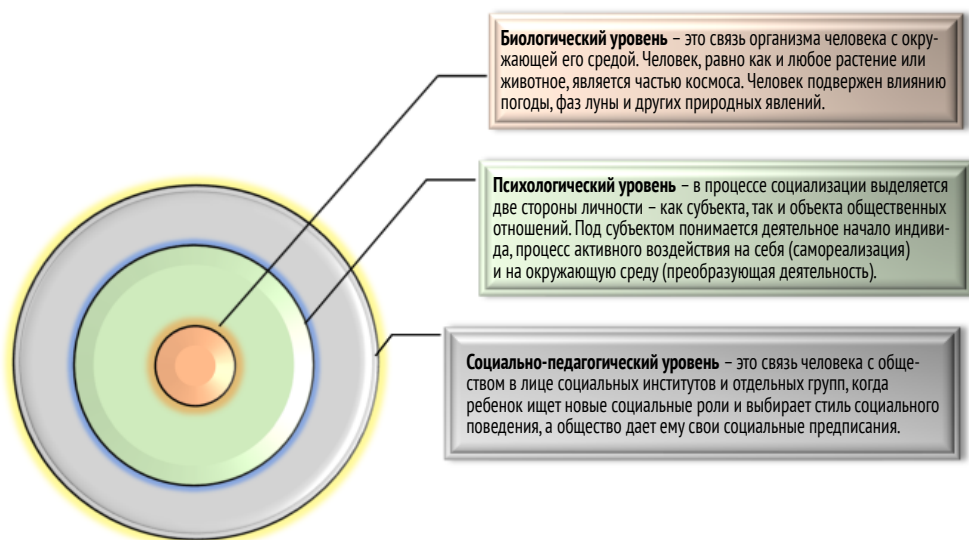 Биологический уровень – это связь организма человека с окру-
жающей его средой. Человек, равно как и любое растение или
животное, является частью космоса. Человек подвержен влиянию
погоды, фаз луны и других природных явлений.
Психологический уровень – в процессе социализации выделяется
две стороны личности – как субъекта, так и объекта общественных
отношений. Под субъектом понимается деятельное начало индиви-
да, процесс активного воздействия на себя (самореализация)
и на окружающую среду (преобразующая деятельность).
Социально-педагогический уровень – это связь человека с обще-
ством в лице социальных институтов и отдельных групп, когда
ребенок ищет новые социальные роли и выбирает стиль социального
поведения, а общество дает ему свои социальные предписания.